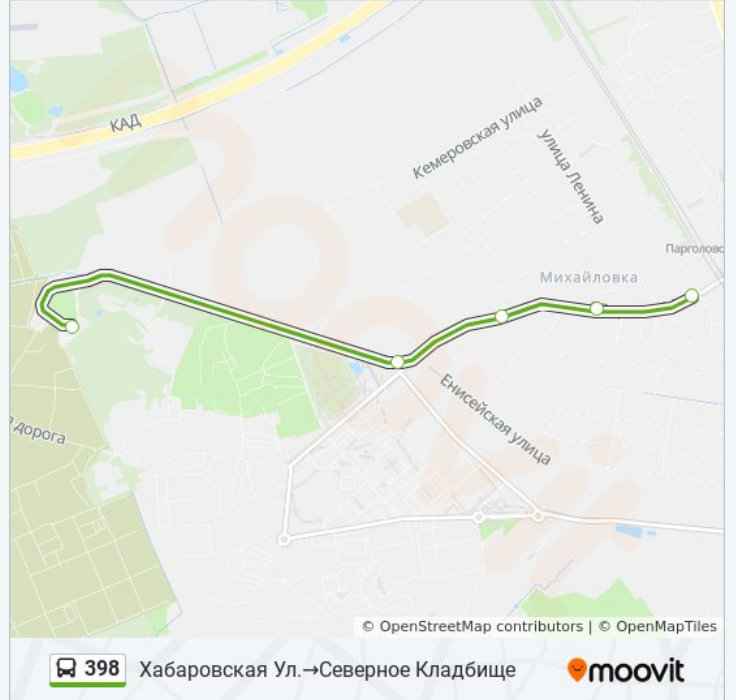 КАД
Кемеровская улица
улица Ленина
Парголово
Михайловка
Енисейская улица
дорога
© OpenStreetMap contributors | © OpenMapTiles
398 Хабаровская Ул.→Северное Кладбище
moovit